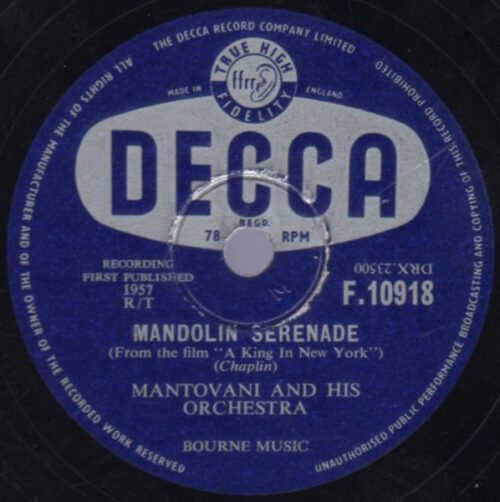 THE DECCA RECORD COMPANY LIMITED
ALL RIGHTS OF THE MANUFACTURER AND OF THE OWNER OF THE RECORDED WORK RESERVED
UNAUTHORISED PUBLIC PERFORMANCE BROADCASTING AND COPYING OF THIS RECORD PROHIBITED
TRUE HIGH
ffrr
FIDELITY
MADE IN
ENGLAND
DECCA
REGD.
78 RPM
RECORDING
FIRST PUBLISHED
1957
R/T
DRX.23500
F.10918
MANDOLIN SERENADE
(From the film "A King In New York")
(Chaplin)
MANTOVANI AND HIS
ORCHESTRA
BOURNE MUSIC